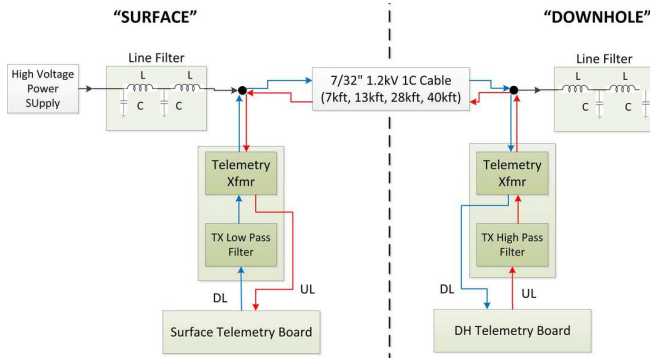 “SURFACE”
“DOWNHOLE”
Line Filter
L
L
C
C
High Voltage
Power
SUpply
7/32" 1.2kV 1C Cable
(7kft, 13kft, 28kft, 40kft)
Line Filter
L
L
C
C
Telemetry
Xfmr
TX Low Pass
Filter
DL
UL
Surface Telemetry Board
Telemetry
Xfmr
TX High Pass
Filter
DL
UL
DH Telemetry Board